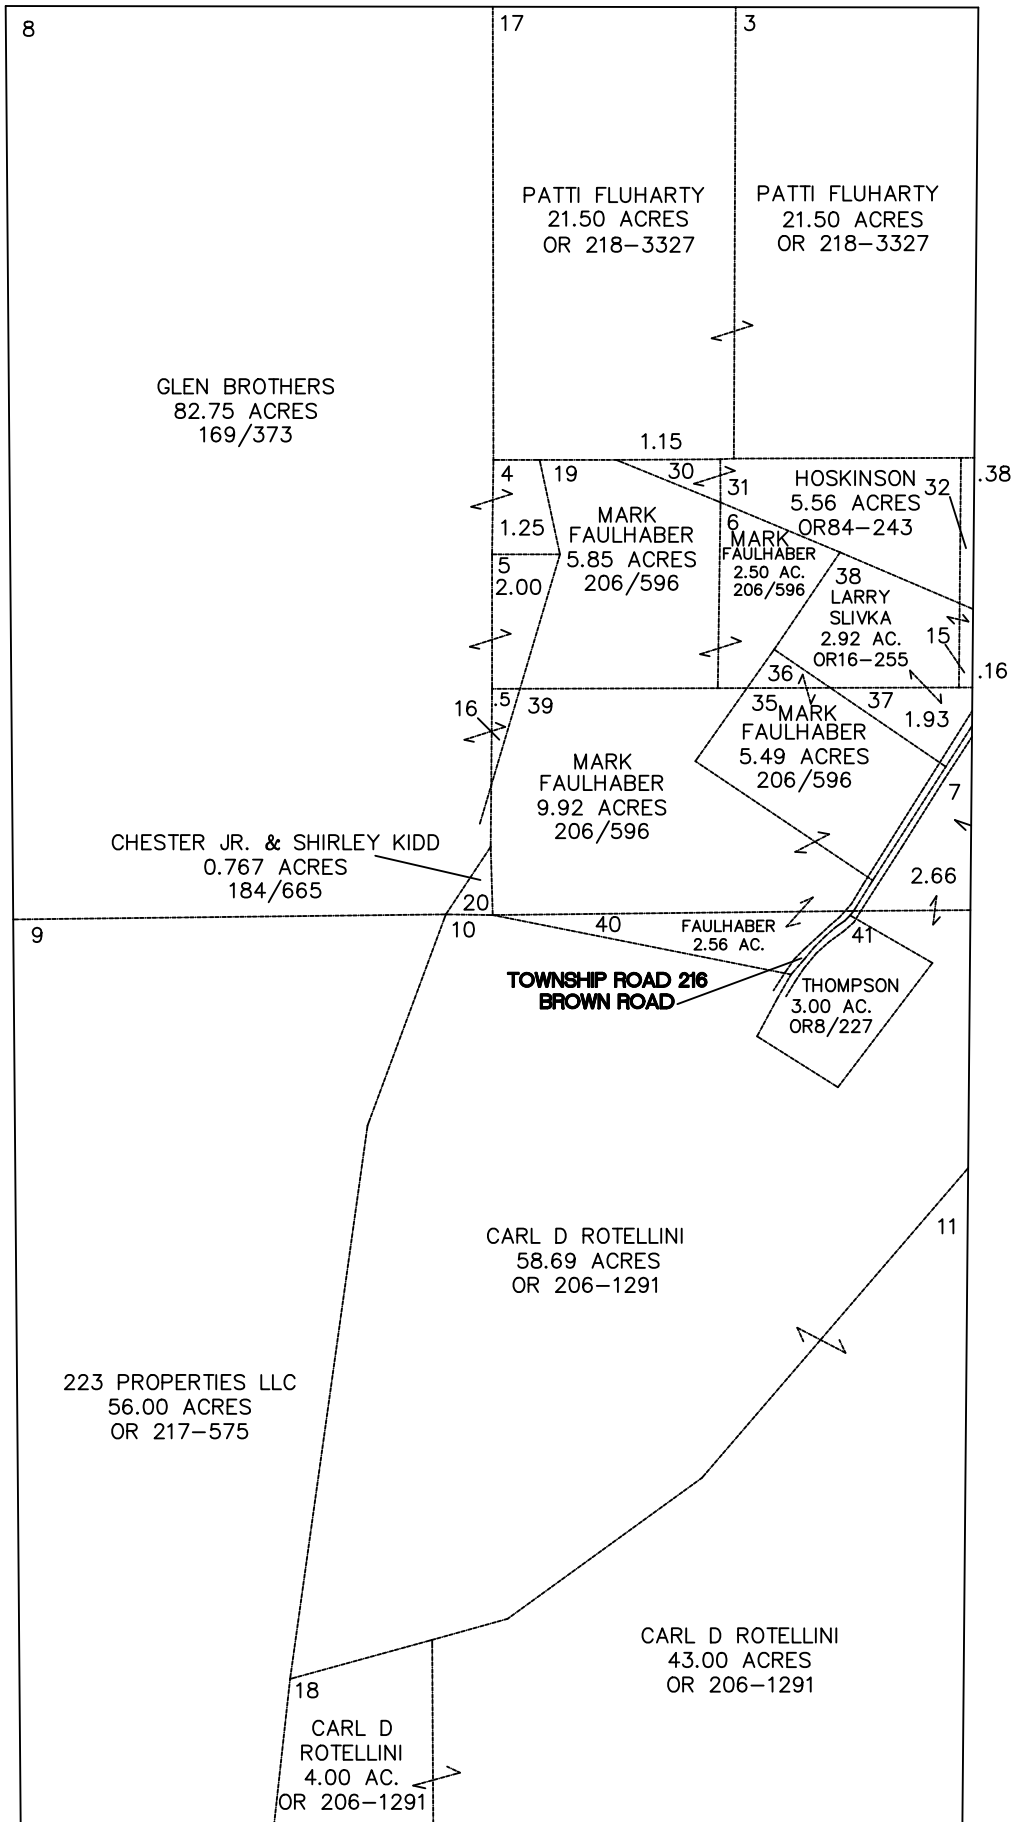 8
17
3
PATTI FLUHARTY
21.50 ACRES
OR 218-3327
PATTI FLUHARTY
21.50 ACRES
OR 218-3327
GLEN BROTHERS
82.75 ACRES
169/373
1.15
4
19
30
31
HOSKINSON
5.56 ACRES
OR84-243
32
.38
1.25
MARK
FAULHABER
5.85 ACRES
206/596
6
MARK
FAULHABER
2.50 AC.
206/596
5
2.00
38
LARRY
SLIVKA
2.92 AC.
OR16-255
15
.16
36
16
.5
39
35
37
1.93
MARK
FAULHABER
5.49 ACRES
206/596
MARK
FAULHABER
9.92 ACRES
206/596
7
CHESTER JR. & SHIRLEY KIDD
0.767 ACRES
184/665
2.66
20
9
10
40
FAULHABER
2.56 AC.
41
TOWNSHIP ROAD 216
BROWN ROAD
THOMPSON
3.00 AC.
OR8/227
11
CARL D ROTELLINI
58.69 ACRES
OR 206-1291
223 PROPERTIES LLC
56.00 ACRES
OR 217-575
CARL D ROTELLINI
43.00 ACRES
OR 206-1291
18
CARL D
ROTELLINI
4.00 AC.
OR 206-1291